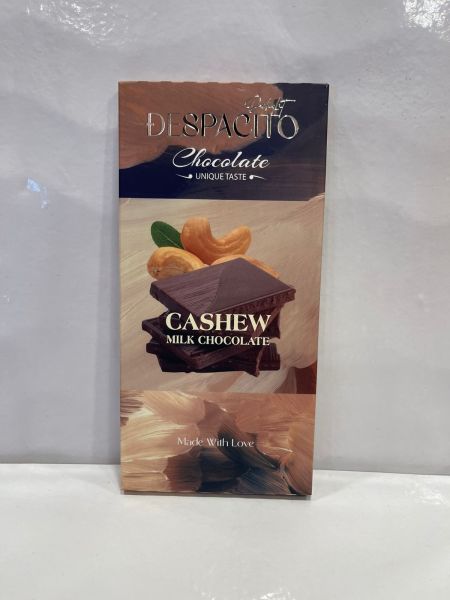 DESPACITO
Chocolate
UNIQUE TASTE
CASHEW
MILK CHOCOLATE
Made With Love